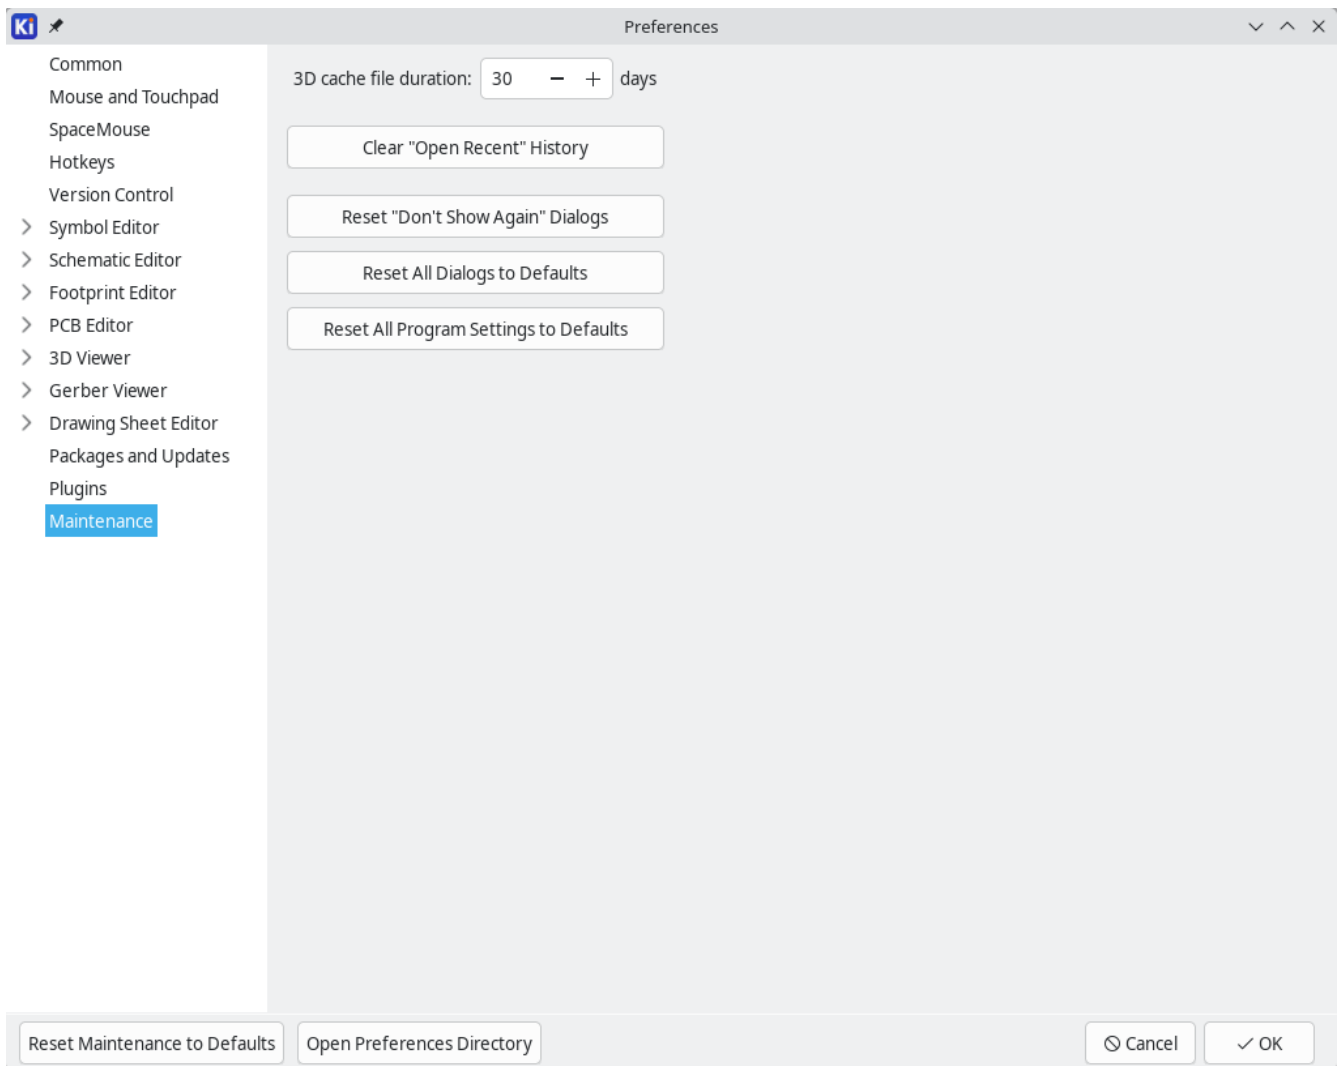 Ki
Preferences
Common
Mouse and Touchpad
SpaceMouse
Hotkeys
Version Control
Symbol Editor
Schematic Editor
Footprint Editor
PCB Editor
3D Viewer
Gerber Viewer
Drawing Sheet Editor
Packages and Updates
Plugins
Maintenance
3D cache file duration: 30 days
Clear "Open Recent" History
Reset "Don't Show Again" Dialogs
Reset All Dialogs to Defaults
Reset All Program Settings to Defaults
Reset Maintenance to Defaults
Open Preferences Directory
Cancel
OK